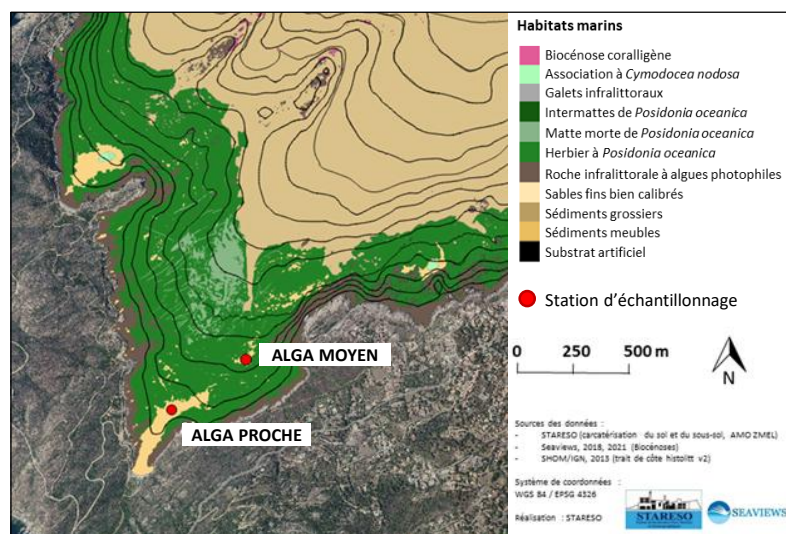 Habitats marins
Biocénose coralligène
Association à Cymodocea nodosa
Galets infralittoraux
Intermattes de Posidonia oceanica
Matte morte de Posidonia oceanica
Herbier à Posidonia oceanica
Roche infralittorale à algues photophiles
Sables fins bien calibrés
Sédiments grossiers
Sédiments meubles
Substrat artificiel
Station d'échantillonnage
ALGA MOYEN
ALGA PROCHE
0 250 500 m
N
Sources des données :
- STARESO (carcatérisation du sol et du sous-sol, AMO ZMEL)
- Seaviews, 2018, 2021 (Biocénoses)
- SHOM/IGN, 2013 (trait de côte histolitt v2)
Système de coordonnées :
WGS 84 / EPSG 4326
Réalisation : STARESO
STARESO
SEAVIEWS